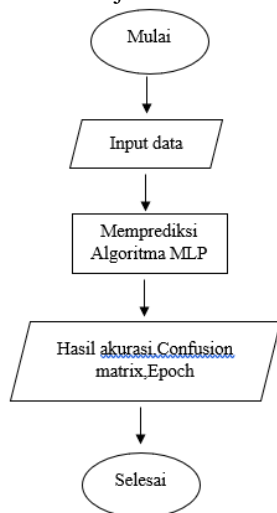 Mulai
Input data
Memprediksi
Algoritma MLP
Hasil akurasi,Confusion
matrix,Epoch
Selesai